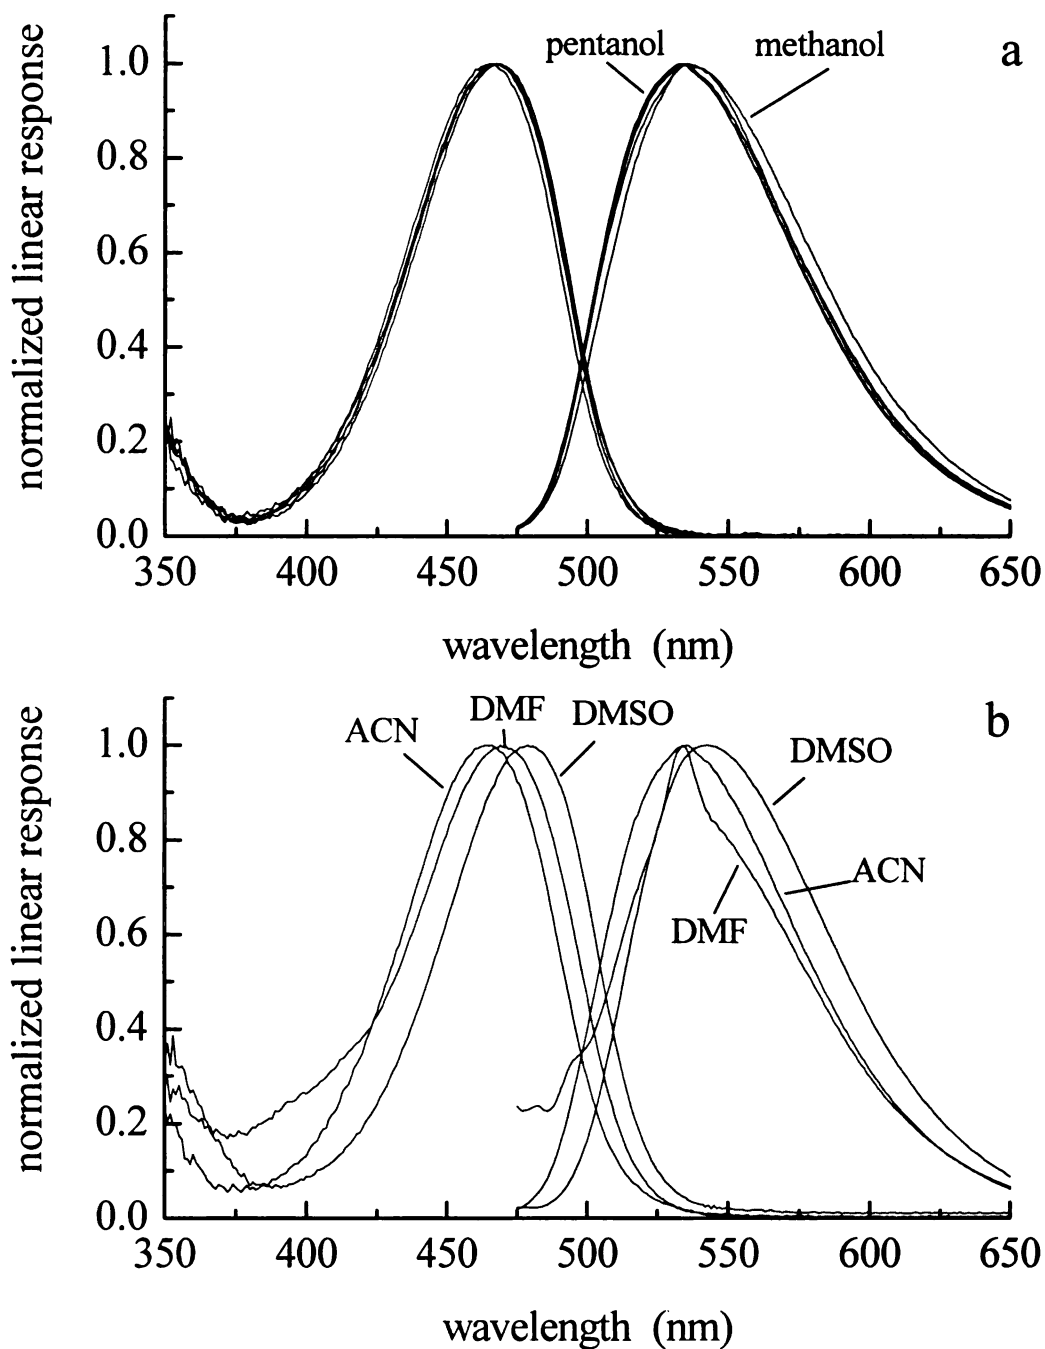 a
pentanol methanol
normalized linear response
1.0
0.8
0.6
0.4
0.2
0.0
350 400 450 500 550 600 650
wavelength (nm)
b
ACN DMF DMSO
DMSO
ACN
DMF
normalized linear response
1.0
0.8
0.6
0.4
0.2
0.0
350 400 450 500 550 600 650
wavelength (nm)